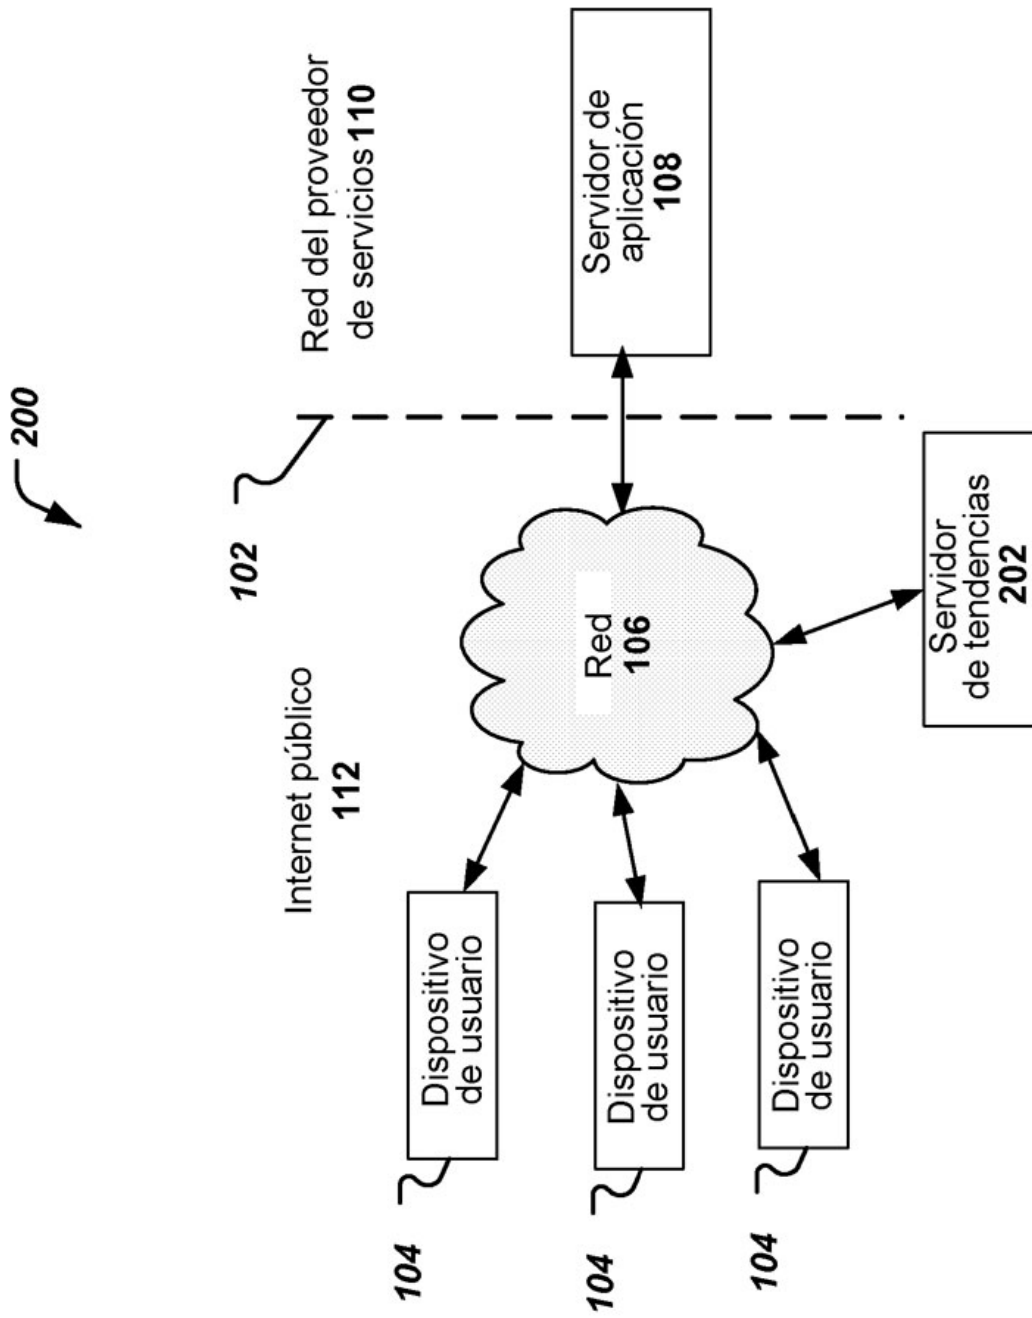 200
102
Internet público
112
Red del proveedor
de servicios 110
Dispositivo
de usuario
104
Dispositivo
de usuario
104
Dispositivo
de usuario
104
Red
106
Servidor de
aplicación
108
Servidor
de tendencias
202